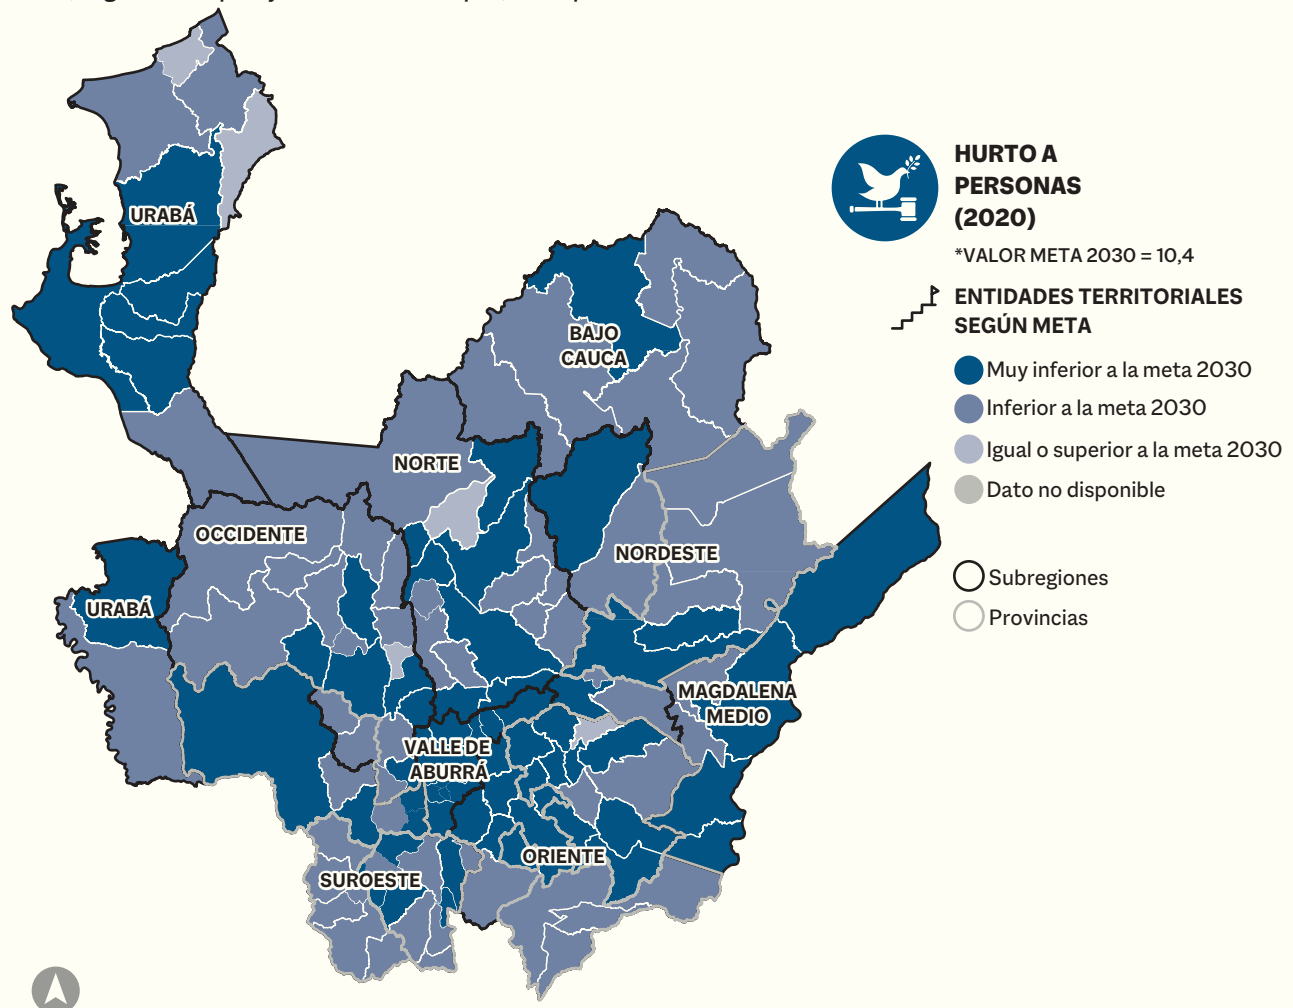 HURTO A
PERSONAS
(2020)
*VALOR META 2030 = 10,4
ENTIDADES TERRITORIALES
SEGÚN META
Muy inferior a la meta 2030
Inferior a la meta 2030
Igual o superior a la meta 2030
Dato no disponible
Subregiones
Provincias
URABÁ
BAJO
CAUCA
NORTE
OCCIDENTE
NORDESTE
URABÁ
MAGDALENA
MEDIO
VALLE DE
ABURRÁ
ORIENTE
SUROESTE